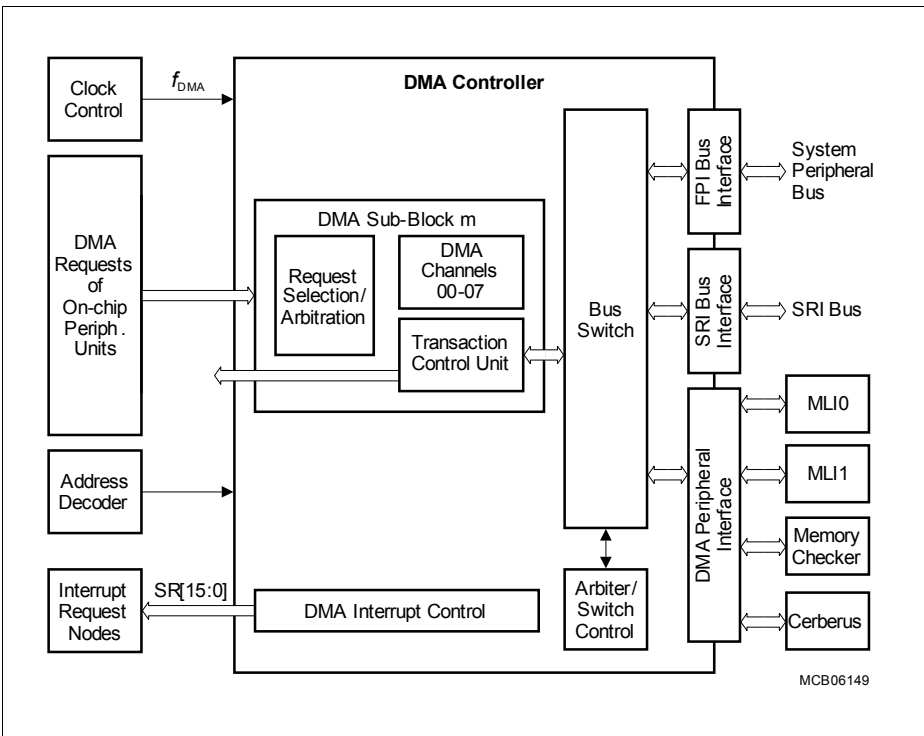 Clock
Control
fDMA
DMA Controller
DMA
Requests
of
On-chip
Periph .
Units
DMA Sub-Block m
Request
Selection/
Arbitration
DMA
Channels
00-07
Transaction
Control Unit
Bus
Switch
FPI Bus
Interface
System
Peripheral
Bus
SRI Bus
Interface
SRI Bus
Address
Decoder
DMA Peripheral
Interface
MLI0
MLI1
Memory
Checker
Cerberus
Interrupt
Request
Nodes
SR[15:0]
DMA Interrupt Control
Arbiter/
Switch
Control
MCB06149